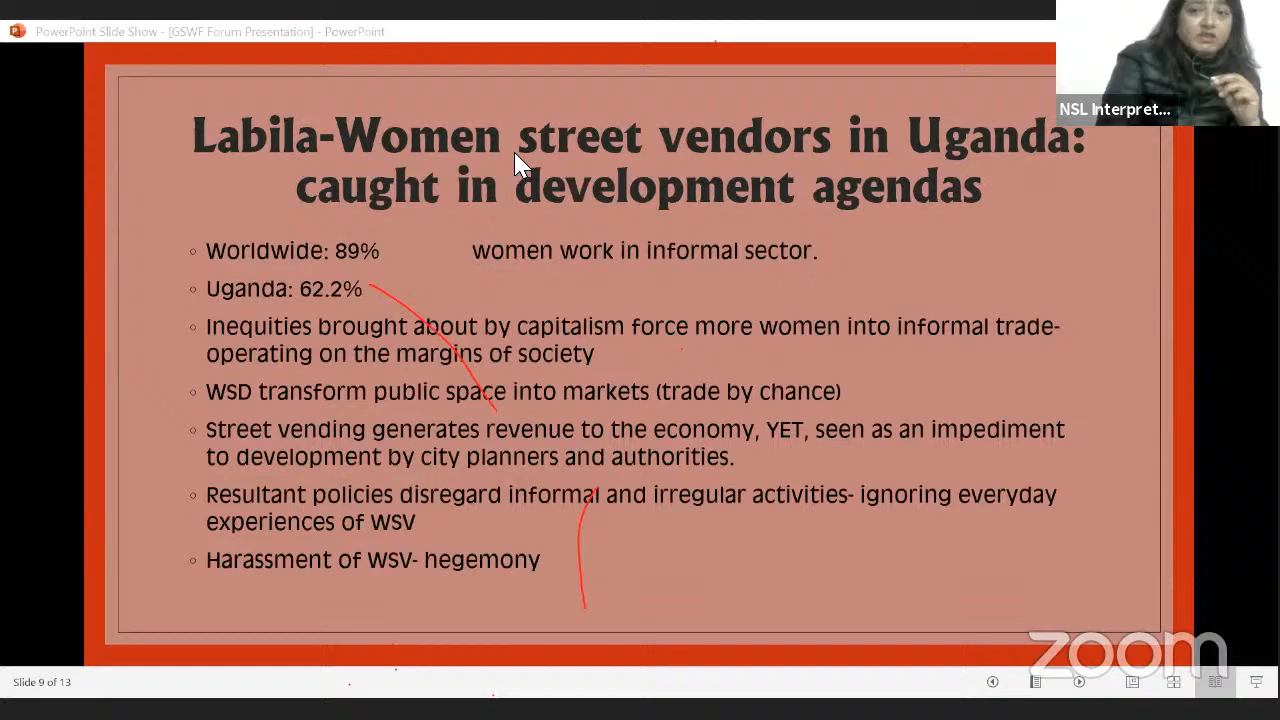 PowerPoint Slide Show - [GSWF Forum Presentation] - PowerPoint
NSL Interpret...
Labila-Women street vendors in Uganda:
caught in development agendas
◦ Worldwide: 89% women work in informal sector.
◦ Uganda: 62.2%
◦ Inequities brought about by capitalism force more women into informal trade-
operating on the margins of society
◦ WSD transform public space into markets (trade by chance)
◦ Street vending generates revenue to the economy, YET, seen as an impediment
to development by city planners and authorities.
◦ Resultant policies disregard informal and irregular activities- ignoring everyday
experiences of WSV
◦ Harassment of WSV- hegemony
zoom
Slide 9 of 13